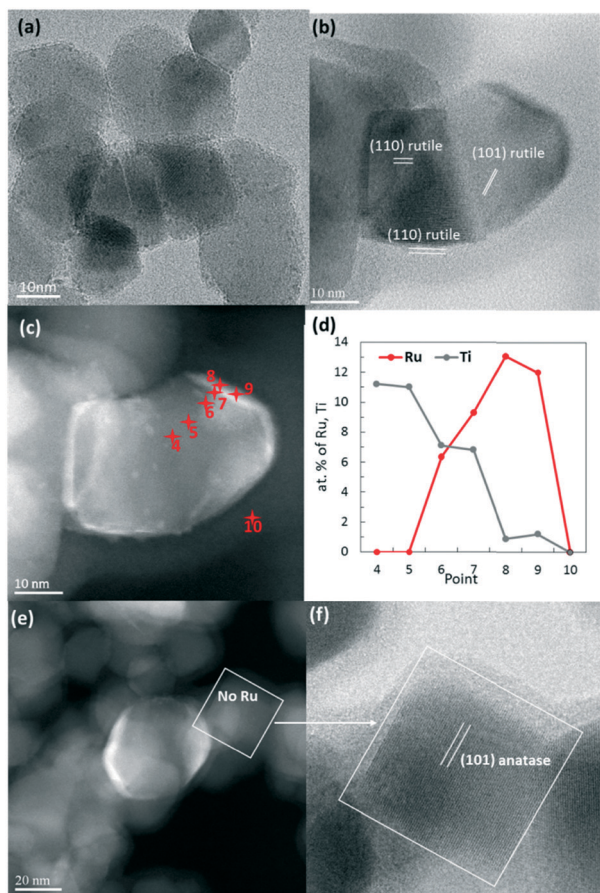 (a)
10nm
(b)
(110) rutile
(101) rutile
(110) rutile
10 nm
(c)
8
9
7
6
5
4
10
10 nm
(d)
Ru
Ti
at. % of Ru, Ti
14
12
10
8
6
4
2
0
4
5
6
7
8
9
10
Point
(e)
No Ru
20 nm
(f)
(101) anatase